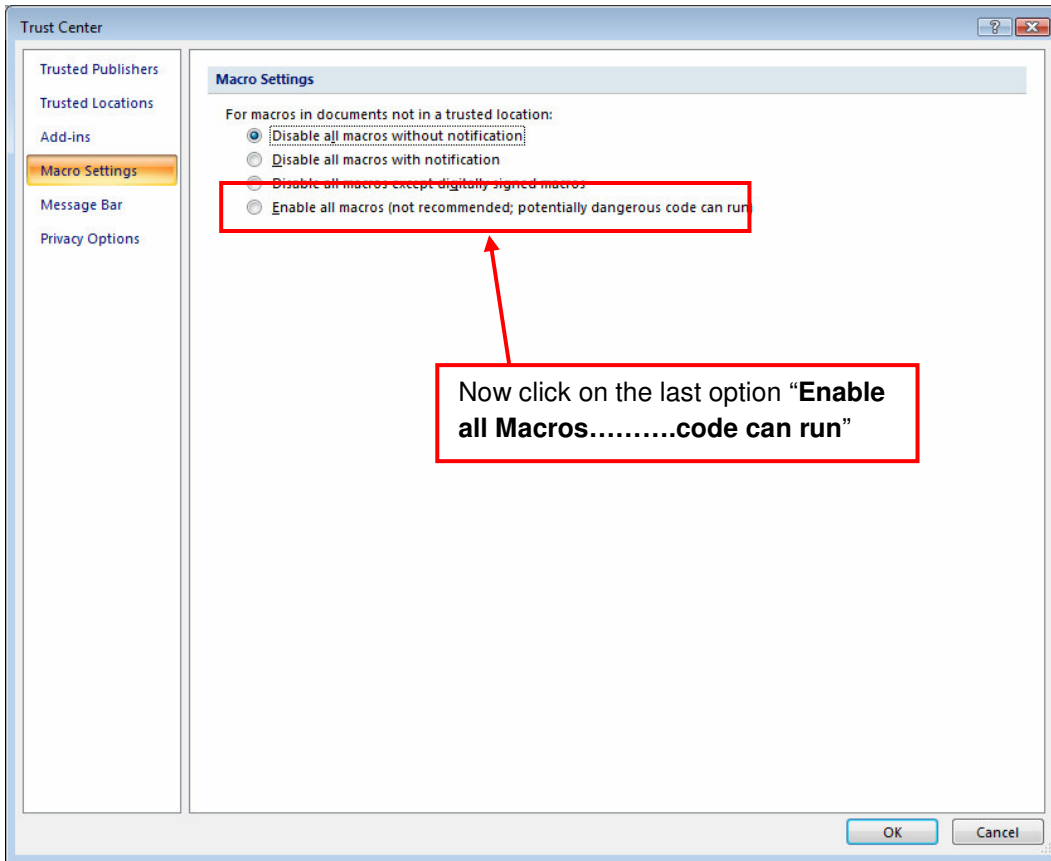 Trust Center
Trusted Publishers
Trusted Locations
Add-ins
Macro Settings
Message Bar
Privacy Options
Macro Settings
For macros in documents not in a trusted location:
Disable all macros without notification
Disable all macros with notification
Disable all macros except digitally signed macros
Enable all macros (not recommended; potentially dangerous code can run)
Now click on the last option “Enable
all Macros……….code can run”
OK
Cancel